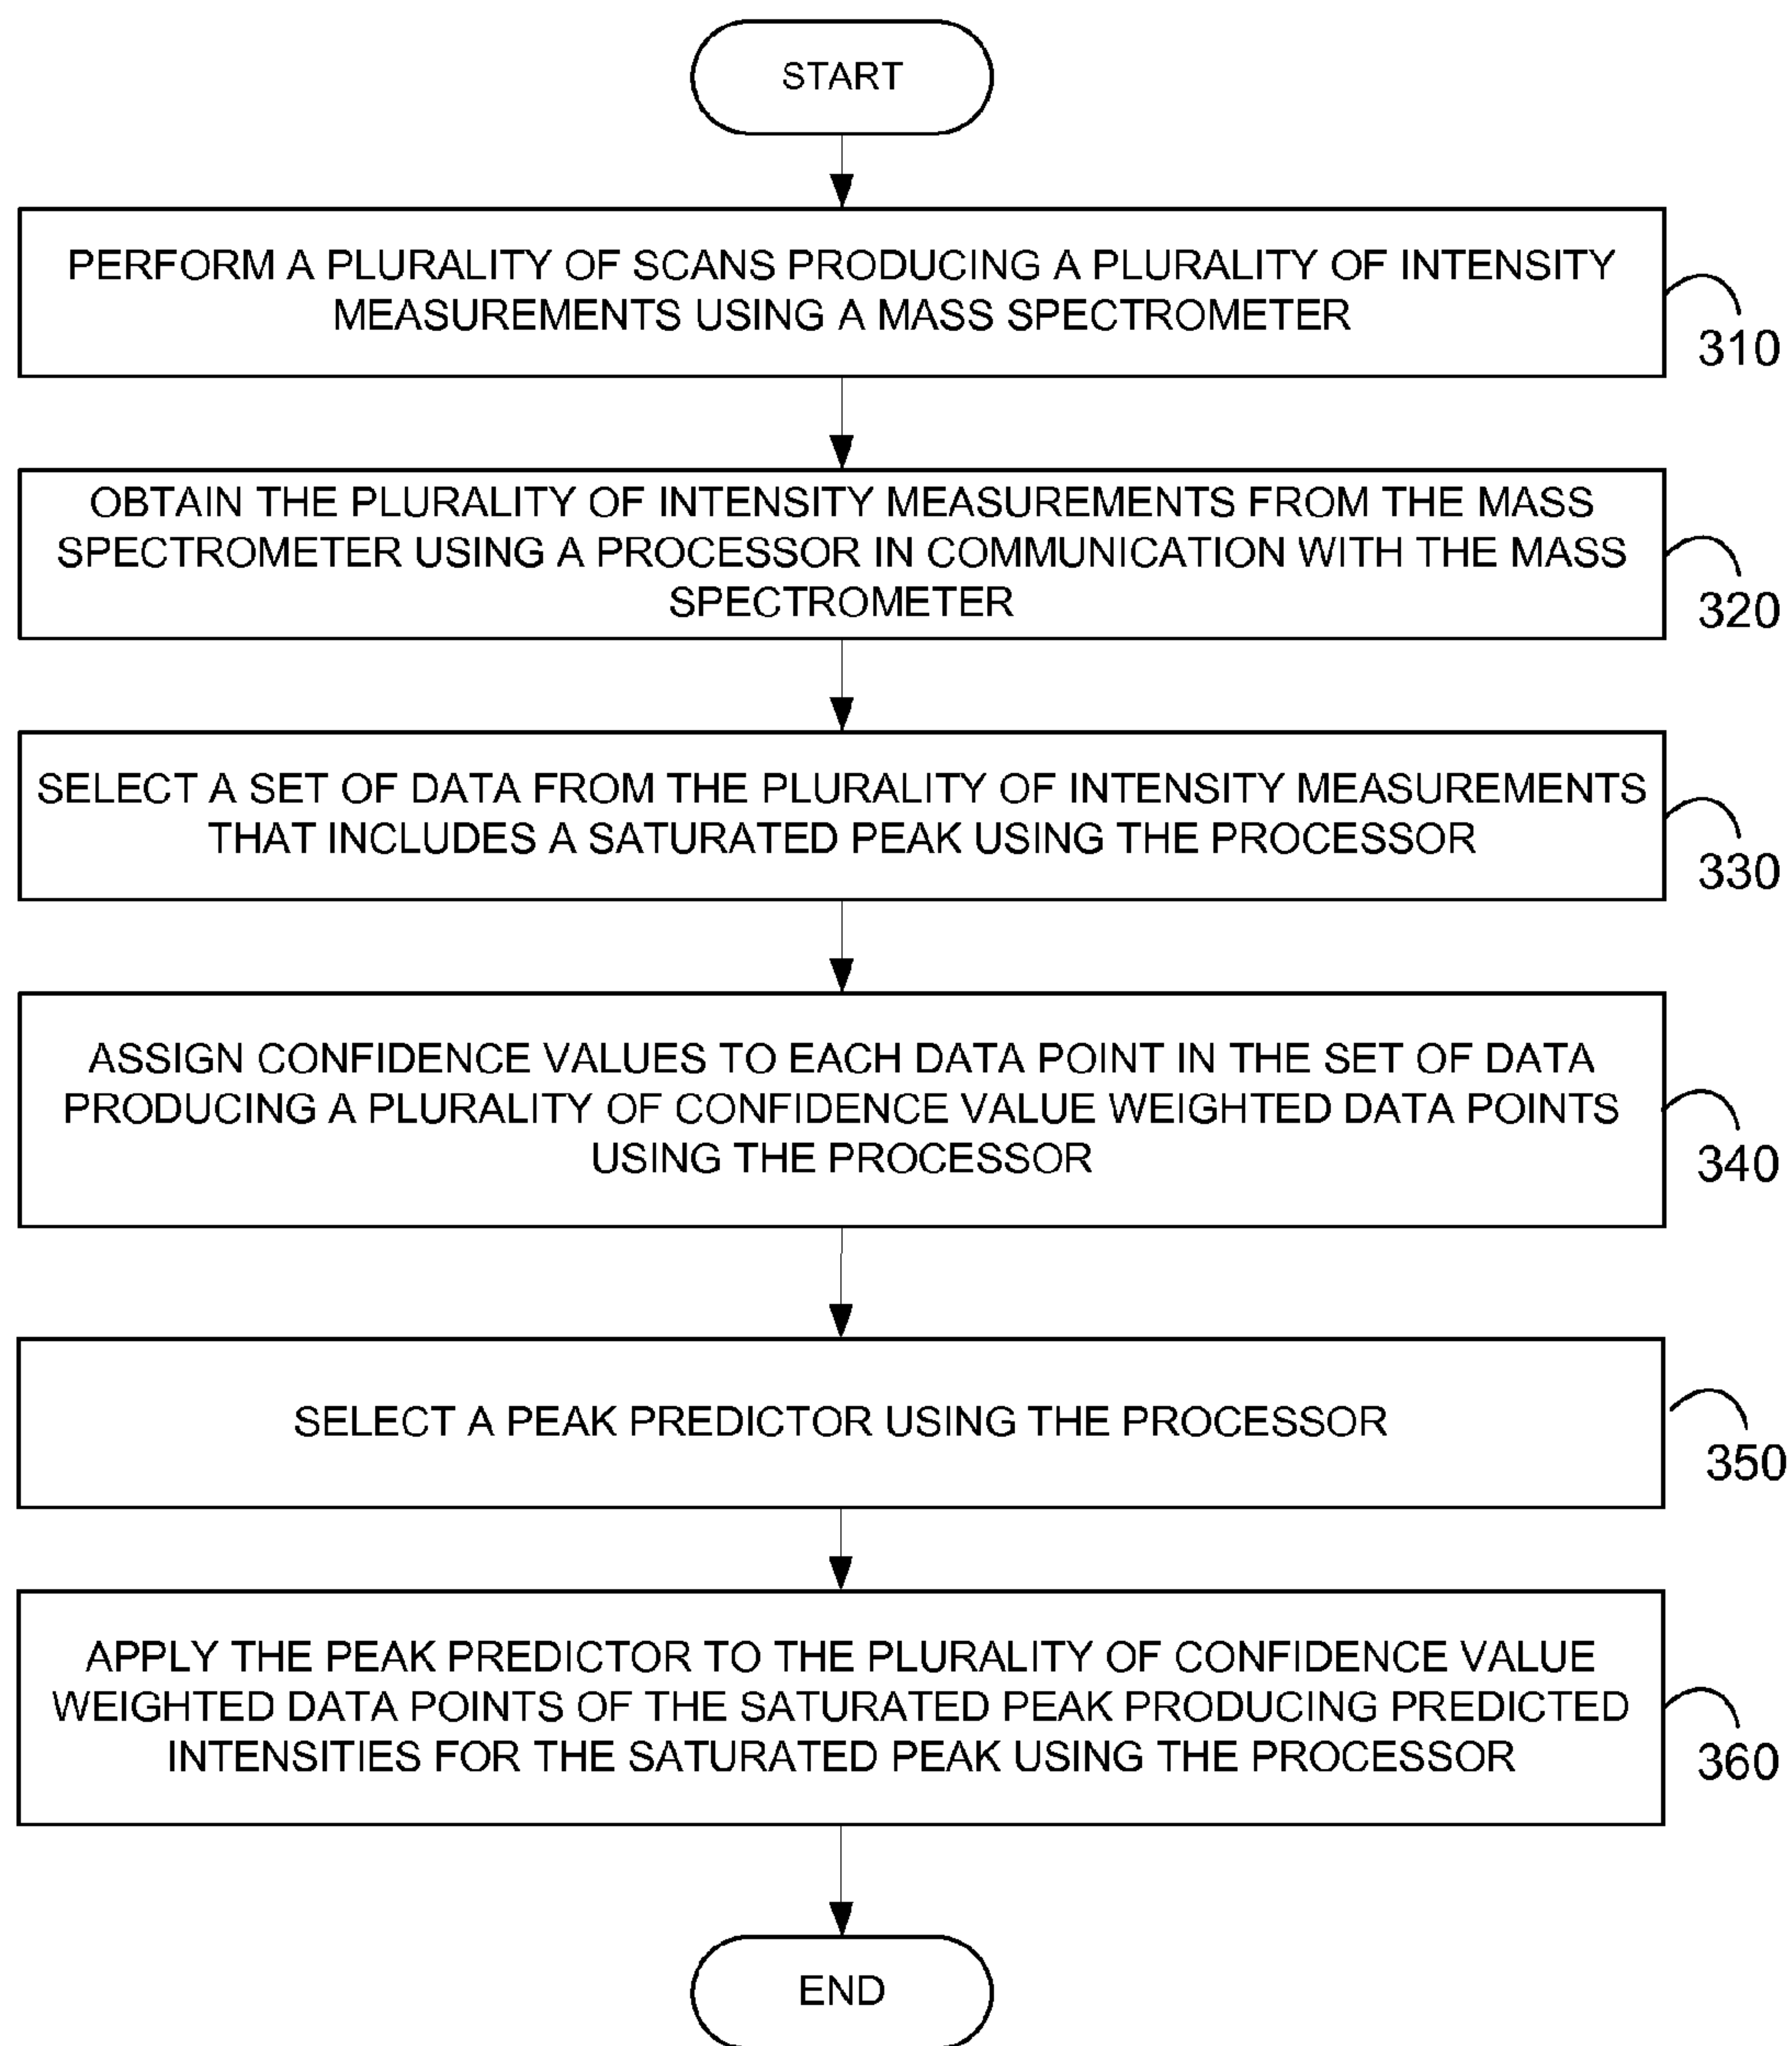 START
PERFORM A PLURALITY OF SCANS PRODUCING A PLURALITY OF INTENSITY
MEASUREMENTS USING A MASS SPECTROMETER
310
OBTAIN THE PLURALITY OF INTENSITY MEASUREMENTS FROM THE MASS
SPECTROMETER USING A PROCESSOR IN COMMUNICATION WITH THE MASS
SPECTROMETER
320
SELECT A SET OF DATA FROM THE PLURALITY OF INTENSITY MEASUREMENTS
THAT INCLUDES A SATURATED PEAK USING THE PROCESSOR
330
ASSIGN CONFIDENCE VALUES TO EACH DATA POINT IN THE SET OF DATA
PRODUCING A PLURALITY OF CONFIDENCE VALUE WEIGHTED DATA POINTS
USING THE PROCESSOR
340
SELECT A PEAK PREDICTOR USING THE PROCESSOR
350
APPLY THE PEAK PREDICTOR TO THE PLURALITY OF CONFIDENCE VALUE
WEIGHTED DATA POINTS OF THE SATURATED PEAK PRODUCING PREDICTED
INTENSITIES FOR THE SATURATED PEAK USING THE PROCESSOR
360
END